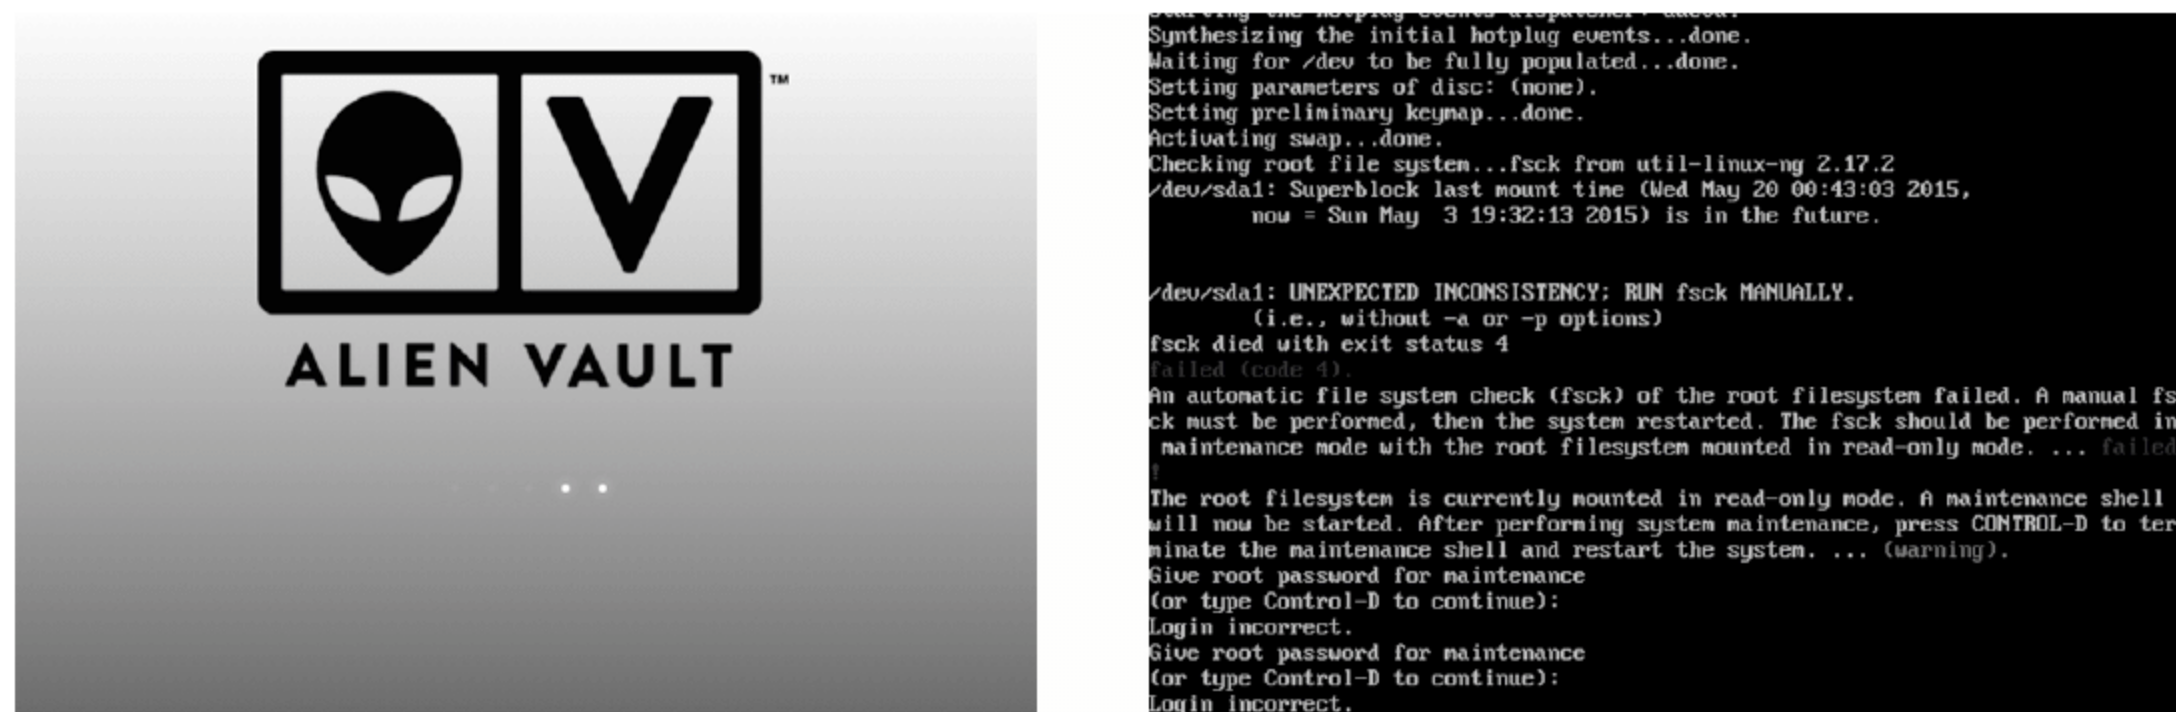 V
TM
ALIEN VAULT
Starting the hotplug events dispatcher: udevd.
Synthesizing the initial hotplug events...done.
Waiting for /dev to be fully populated...done.
Setting parameters of disc: (none).
Setting preliminary keymap...done.
Activating swap...done.
Checking root file system...fsck from util-linux-ng 2.17.2
/dev/sda1: Superblock last mount time (Wed May 20 00:43:03 2015,
now = Sun May  3 19:32:13 2015) is in the future.
/dev/sda1: UNEXPECTED INCONSISTENCY; RUN fsck MANUALLY.
(i.e., without -a or -p options)
fsck died with exit status 4
failed (code 4).
An automatic file system check (fsck) of the root filesystem failed. A manual fs
ck must be performed, then the system restarted. The fsck should be performed in
maintenance mode with the root filesystem mounted in read-only mode. ... failed
!
The root filesystem is currently mounted in read-only mode. A maintenance shell
will now be started. After performing system maintenance, press CONTROL-D to ter
minate the maintenance shell and restart the system. ... (warning).
Give root password for maintenance
(or type Control-D to continue):
Login incorrect.
Give root password for maintenance
(or type Control-D to continue):
Login incorrect.